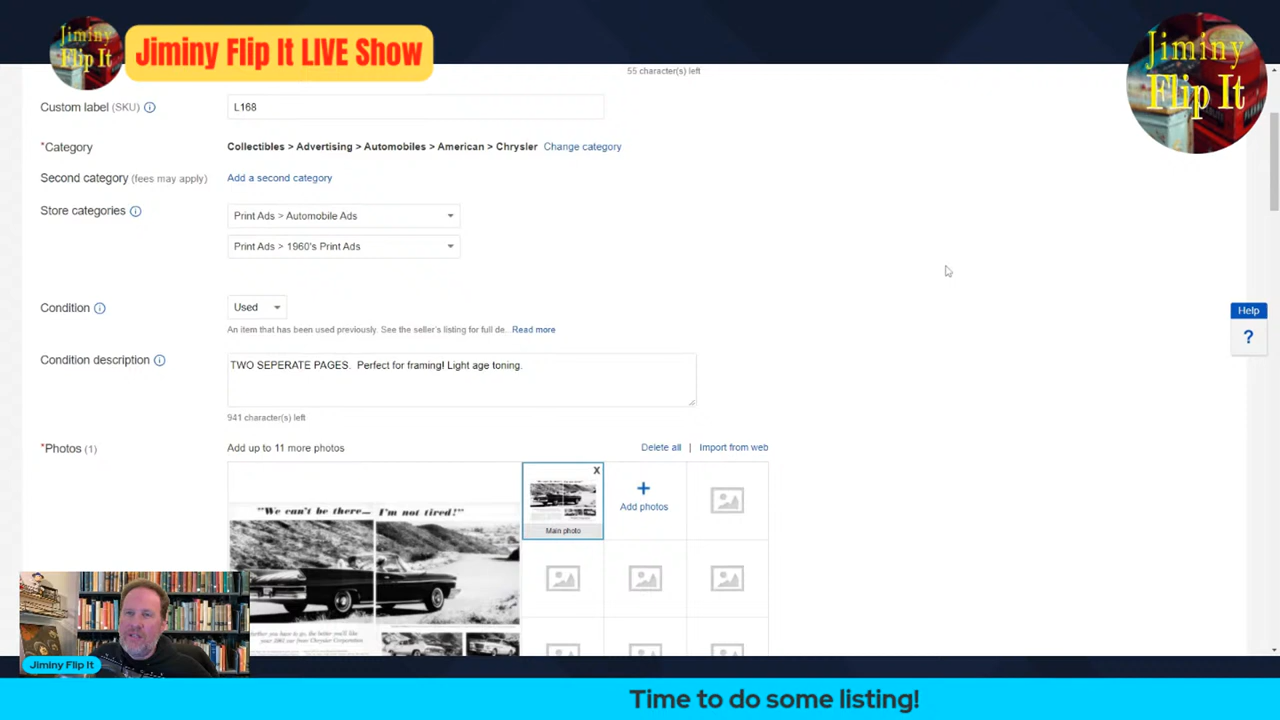 Jiminy
Flip It
Jiminy Flip It LIVE Show
Jiminy
Flip It
55 character(s) left
Custom label (SKU)
L168
*Category
Collectibles > Advertising > Automobiles > American > Chrysler Change category
Second category (fees may apply)
Add a second category
Store categories
Print Ads > Automobile Ads
Print Ads > 1960's Print Ads
Condition
Used
An item that has been used previously. See the seller's listing for full de... Read more
Help
?
Condition description
TWO SEPERATE PAGES. Perfect for framing! Light age toning.
941 character(s) left
*Photos (1)
Add up to 11 more photos
Delete all | Import from web
X
+
Add photos
Main photo
"We can't be there... I'm not tired!"
Jiminy Flip It
Time to do some listing!